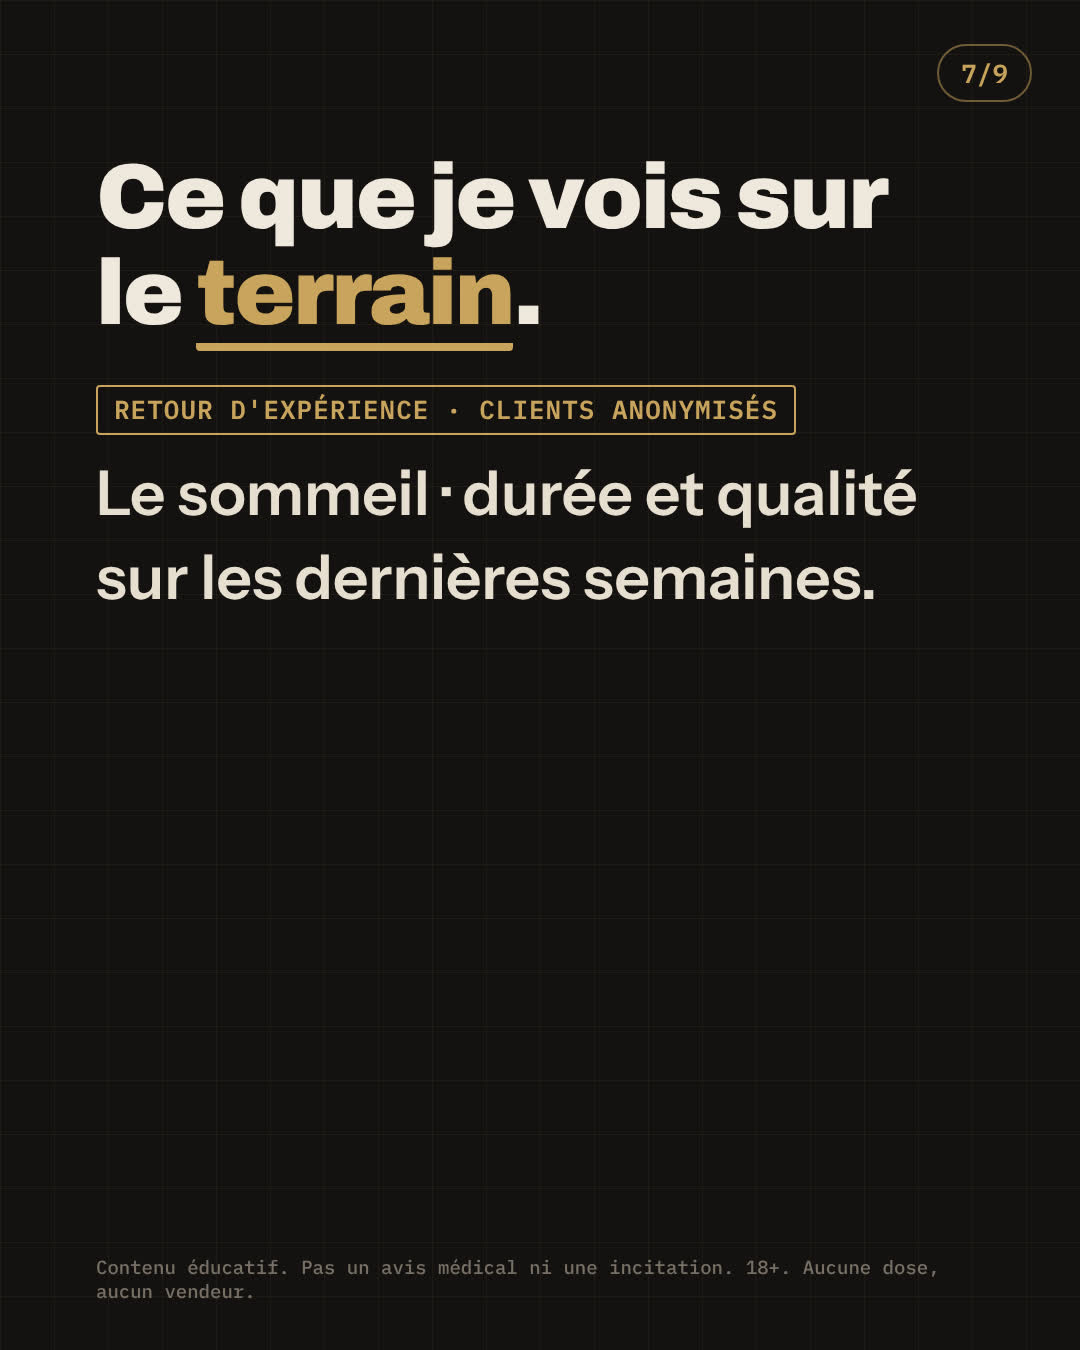 7/9
Ce que je vois sur
le terrain.
RETOUR D'EXPÉRIENCE · CLIENTS ANONYMISÉS
Le sommeil · durée et qualité
sur les dernières semaines.
Contenu éducatif. Pas un avis médical ni une incitation. 18+. Aucune dose,
aucun vendeur.